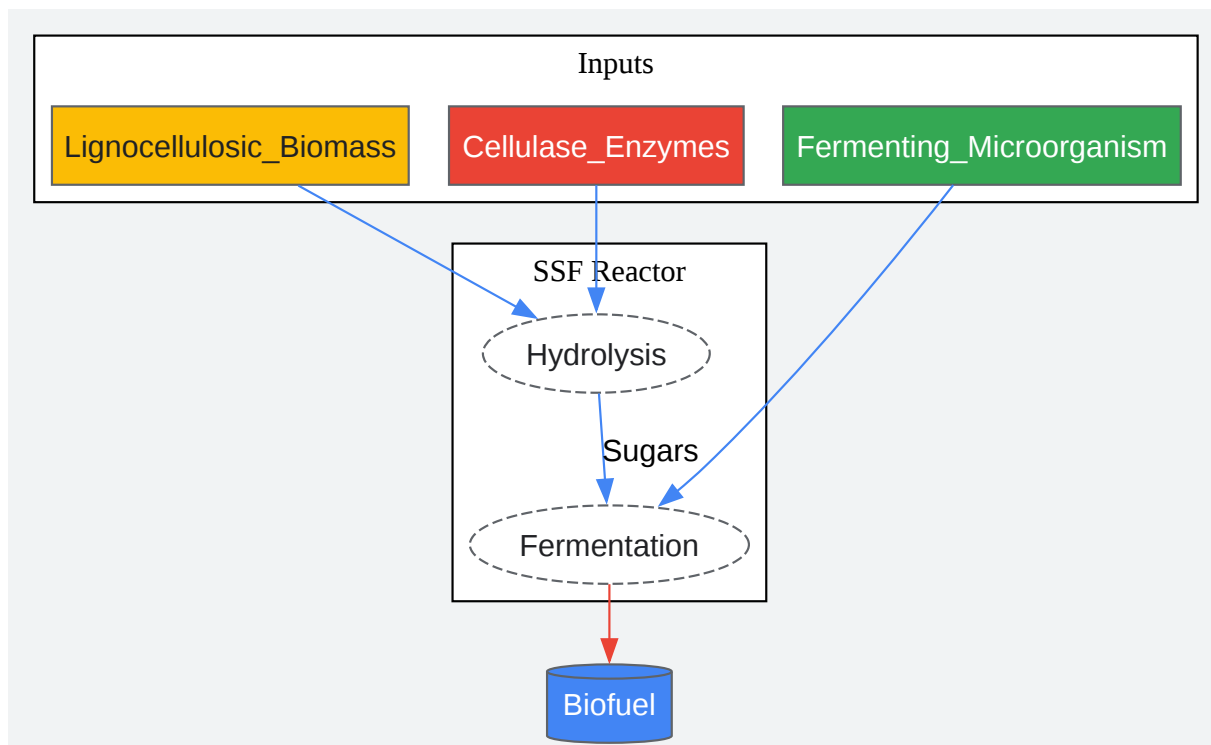 Inputs
Lignocellulosic_Biomass
Cellulase_Enzymes
Fermenting_Microorganism
SSF Reactor
Hydrolysis
Sugars
Fermentation
Biofuel